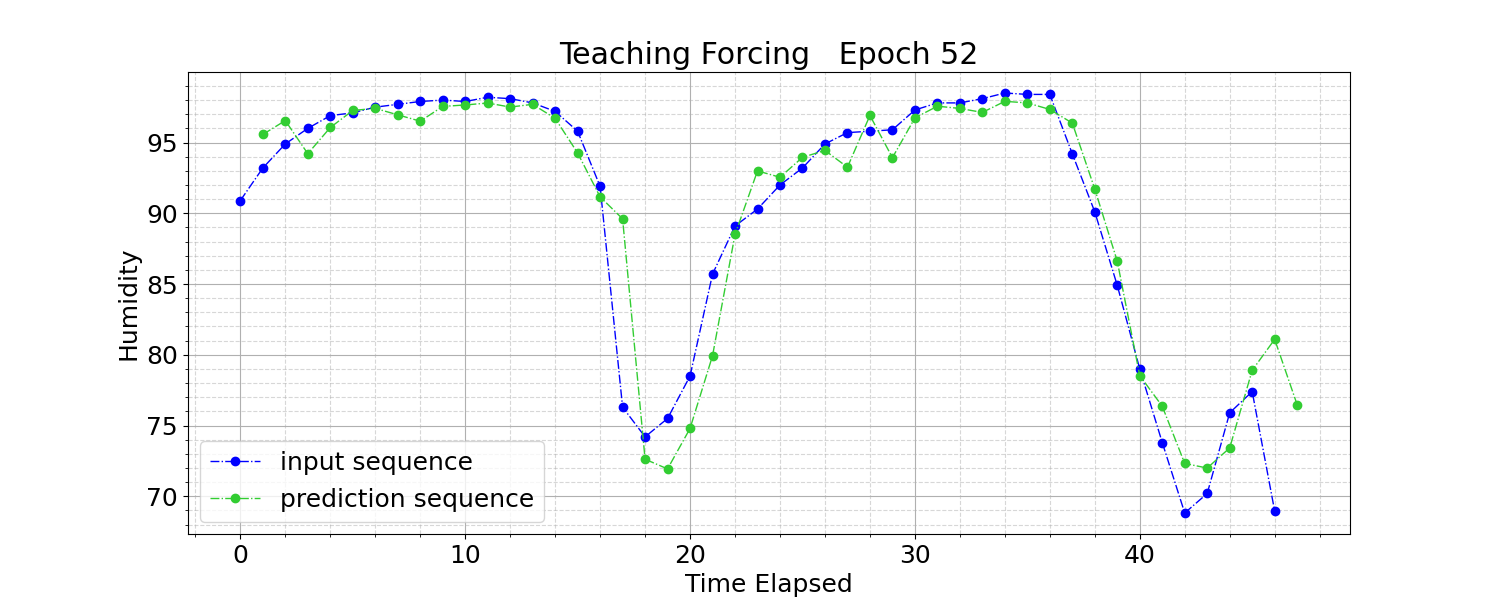 Teaching Forcing   Epoch 52
Humidity
95
90
85
80
75
70
input sequence
prediction sequence
0 10 20 30 40
Time Elapsed